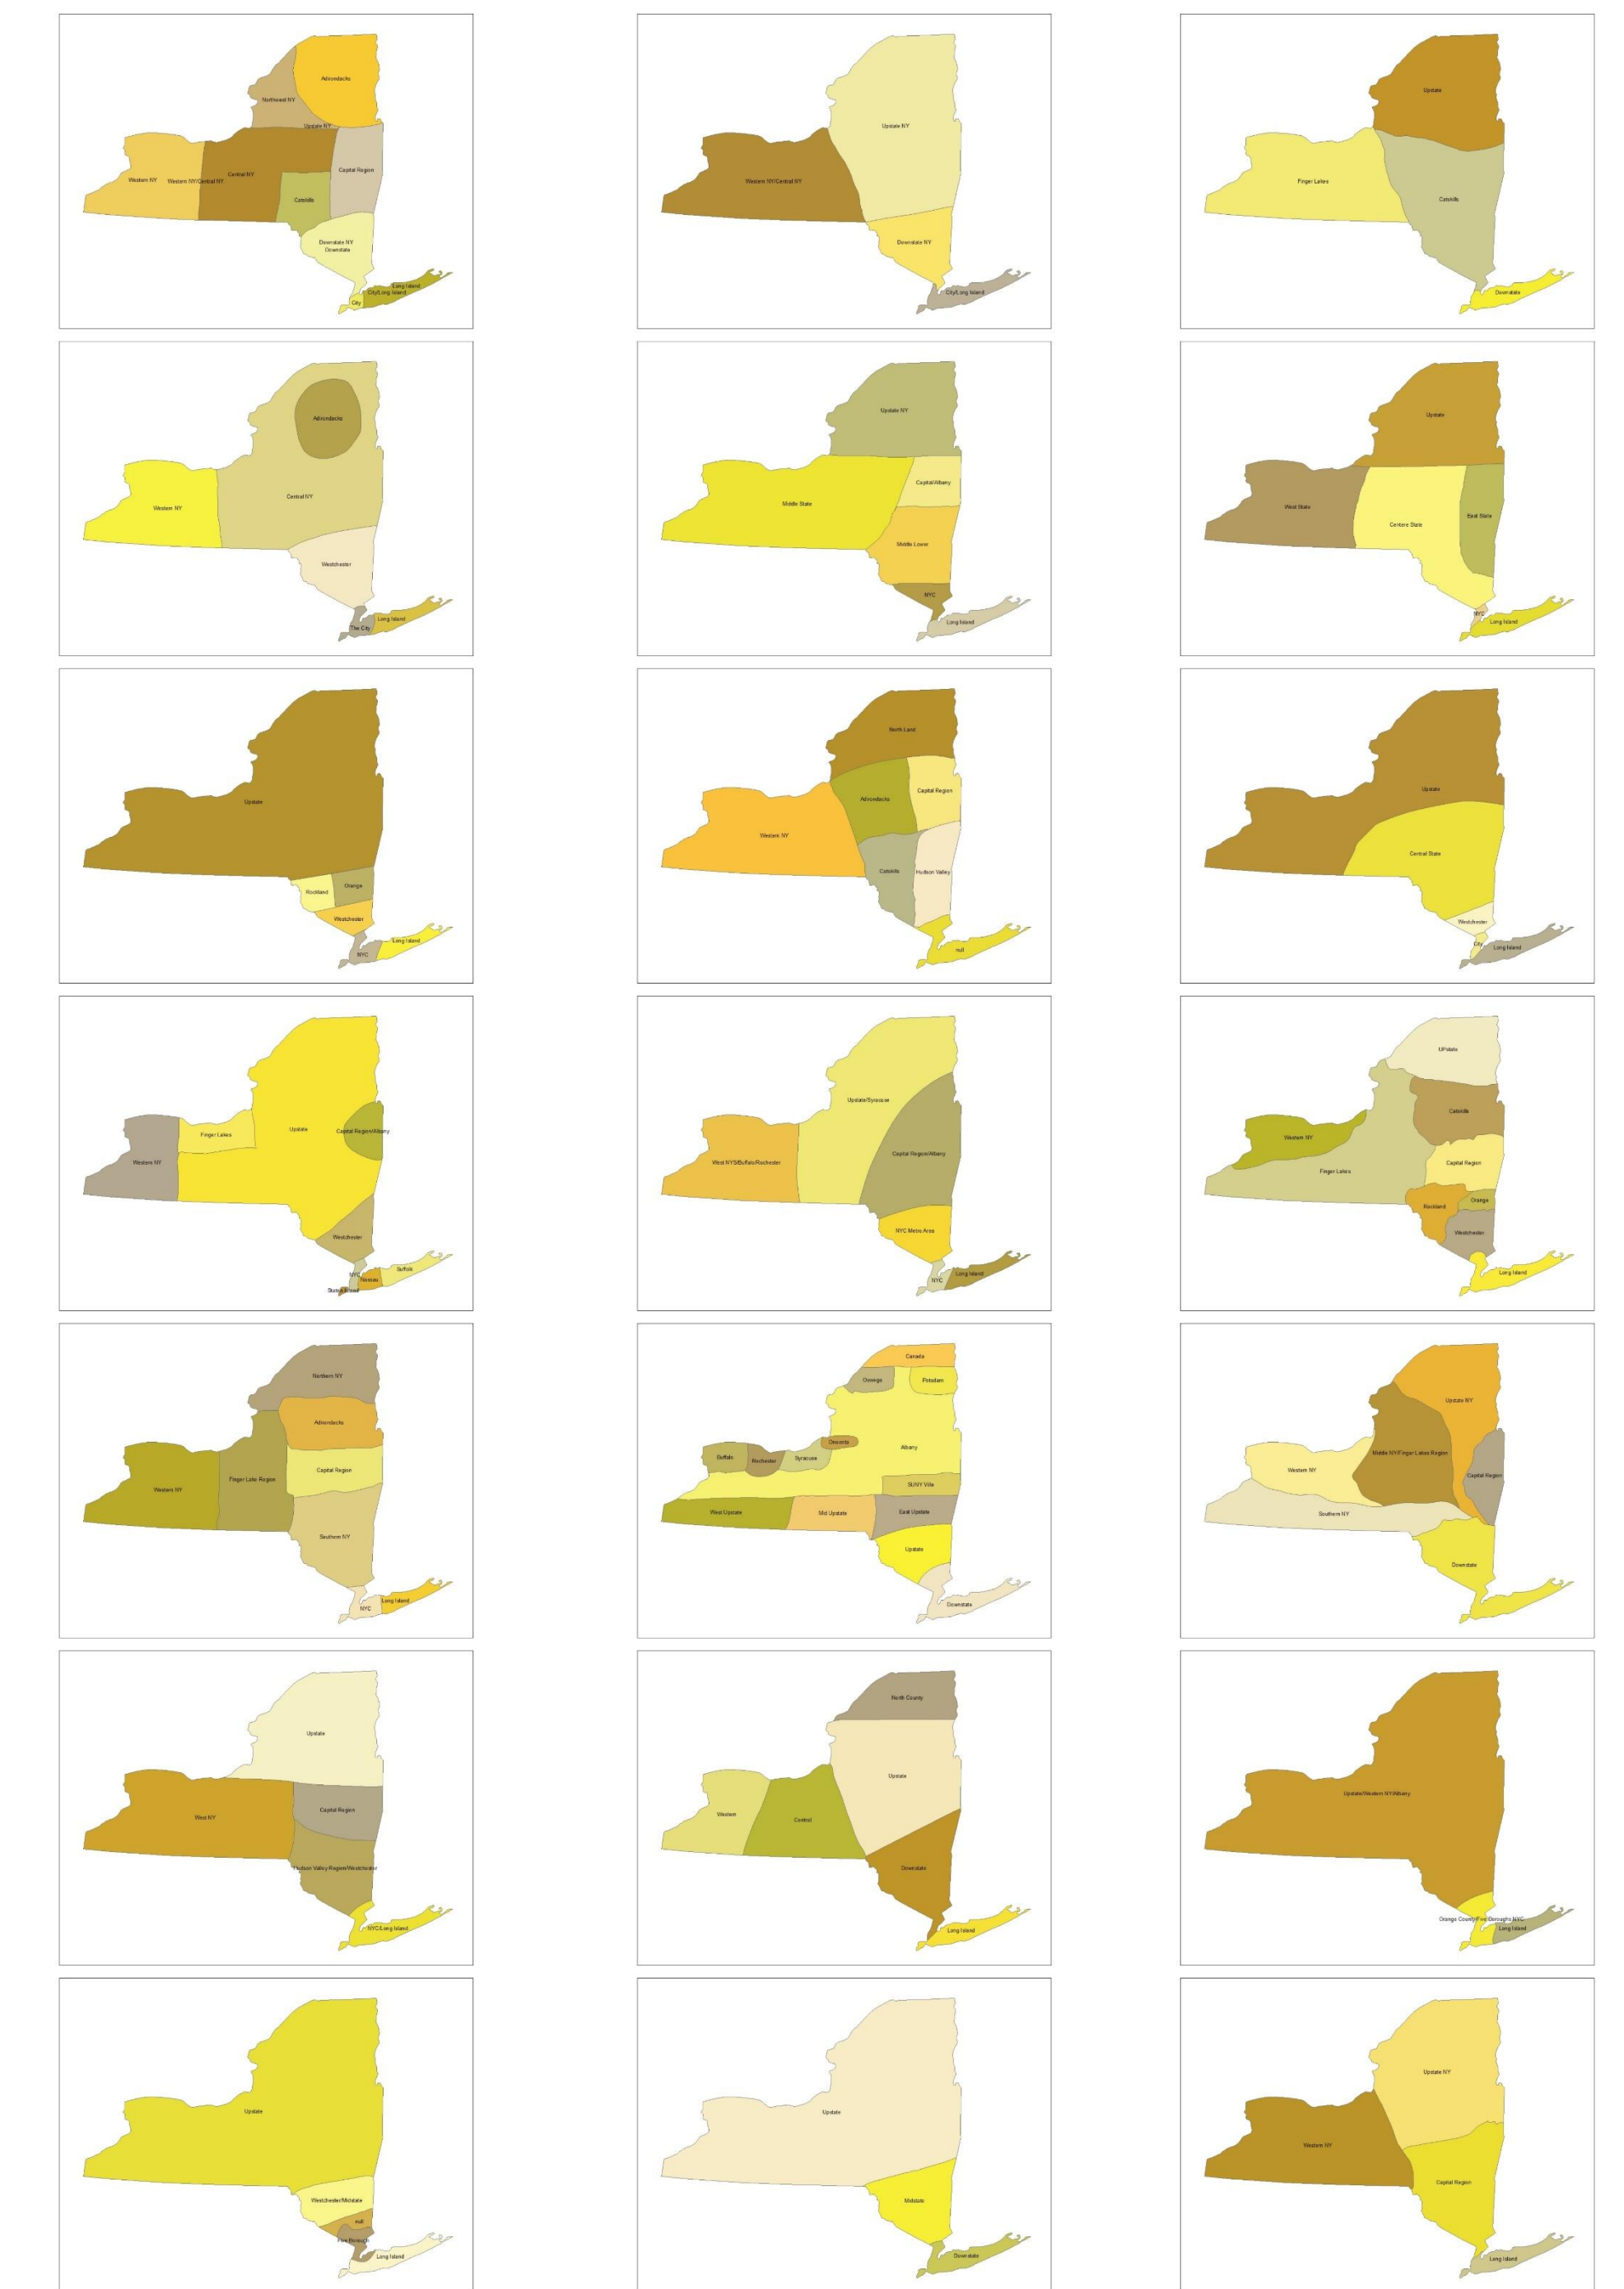 Adirondacks
Northwest NY
Upstate NY
Capital Region
Western NY
Western NY/Central NY
Central NY
Catskills
Downstate NY
Downstate
Long Island
City/Long Island
City
Upstate NY
Western NY/Central NY
Downstate NY
City/Long Island
Upstate
Finger Lakes
Catskills
Downstate
Adirondacks
Central NY
Western NY
Westchester
Long Island
The City
Upstate NY
Capital/Albany
Middle State
Middle Lower
NYC
Long Island
Upstate
West State
East State
Centere State
NYC
Long Island
Upstate
Orange
Rockland
Westchester
Long Island
NYC
North Land
Capital Region
Adirondacks
Western NY
Catskills
Hudson Valley
null
Upstate
Central State
Westchester
City
Long Island
Upstate
Capital Region/Albany
Finger Lakes
Western NY
Westchester
Suffolk
NYC
Nassau
Staten Island
Upstate/Syracuse
Capital Region/Albany
West NYS/Buffalo/Rochester
NYC Metro Area
Long Island
NYC
UPstate
Catskills
Western NY
Capital Region
Finger Lakes
Orange
Rockland
Westchester
Long Island
Northern NY
Adirondacks
Capital Region
Finger Lake Region
Western NY
Southern NY
Long Island
NYC
Canada
Oswego
Potsdam
Oneonta
Albany
Buffalo
Rochester
Syracuse
SUNY Ville
West Upstate
Mid Upstate
East Upstate
Upstate
Downstate
Upstate NY
Middle NY/Finger Lakes Region
Western NY
Capital Region
Southern NY
Downstate
Upstate
Capital Region
West NY
Hudson Valley Region/Westchester
NYC/Long Island
North County
Upstate
Western
Central
Downstate
Long Island
Upstate/Western NY/Albany
Orange County/Five Boroughs NYC
Long Island
Upstate
Westchester/Midstate
null
Five Borough
Long Island
Upstate
Midstate
Downstate
Upstate NY
Western NY
Capital Region
Long Island